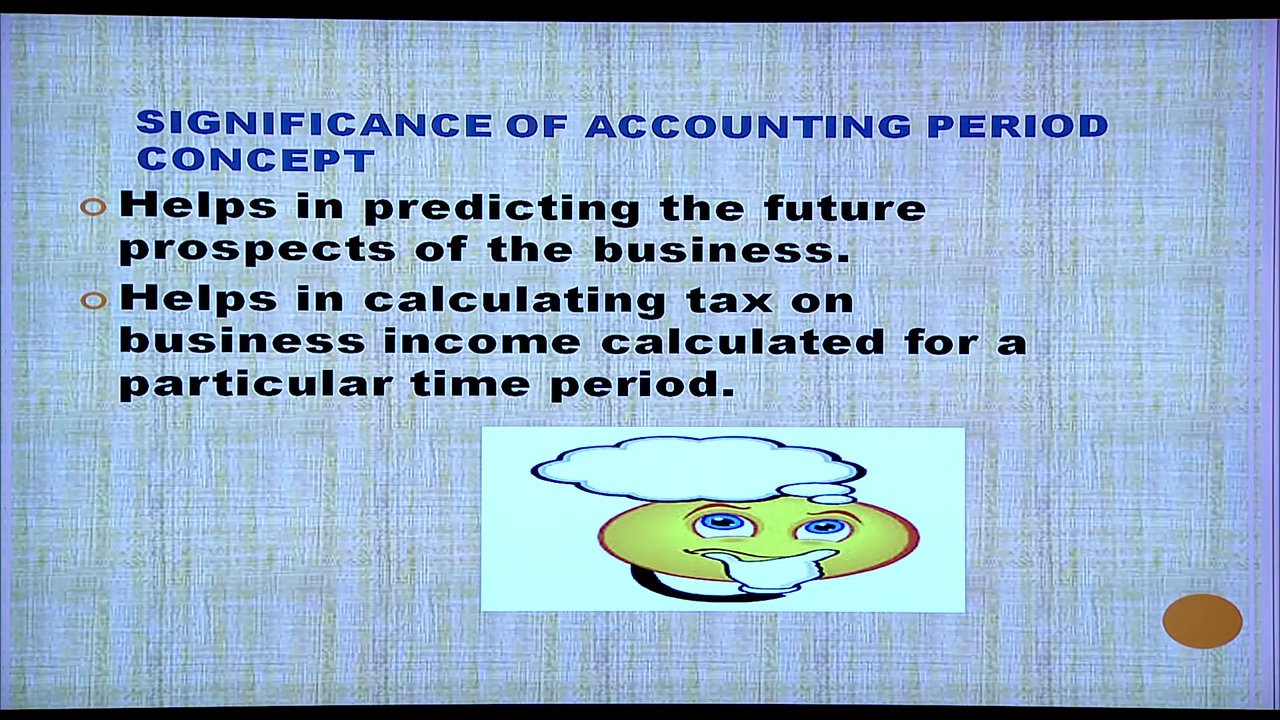 SIGNIFICANCE OF ACCOUNTING PERIOD
CONCEPT
Helps in predicting the future
prospects of the business.
Helps in calculating tax on
business income calculated for a
particular time period.